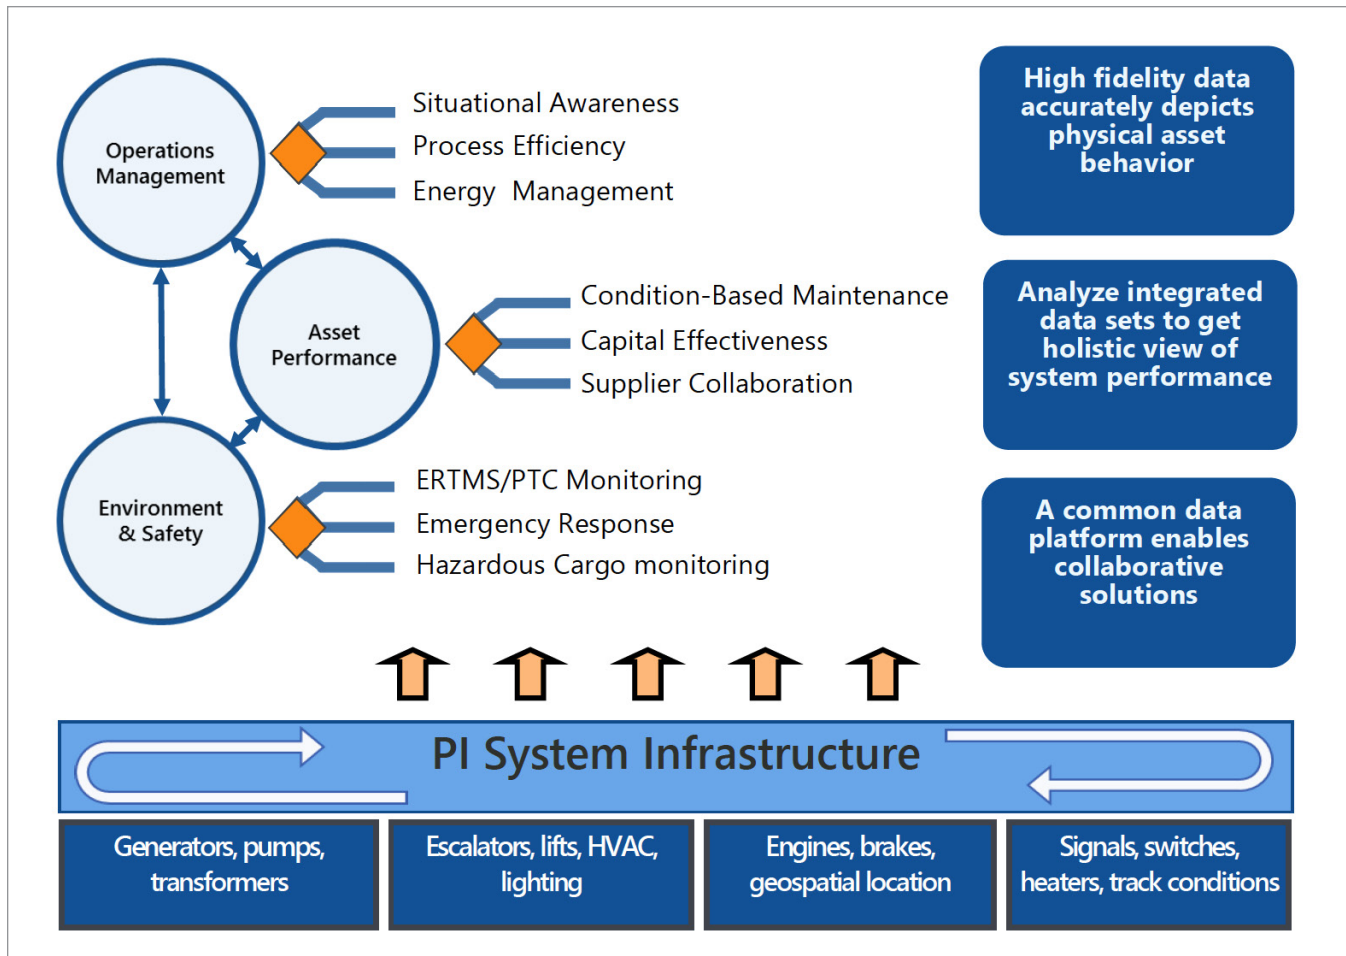 Operations
Management
Situational Awareness
Process Efficiency
Energy Management
High fidelity data
accurately depicts
physical asset
behavior
Asset
Performance
Condition-Based Maintenance
Capital Effectiveness
Supplier Collaboration
Analyze integrated
data sets to get
holistic view of
system performance
Environment
& Safety
ERTMS/PTC Monitoring
Emergency Response
Hazardous Cargo monitoring
A common data
platform enables
collaborative
solutions
PI System Infrastructure
Generators, pumps,
transformers
Escalators, lifts, HVAC,
lighting
Engines, brakes,
geospatial location
Signals, switches,
heaters, track conditions